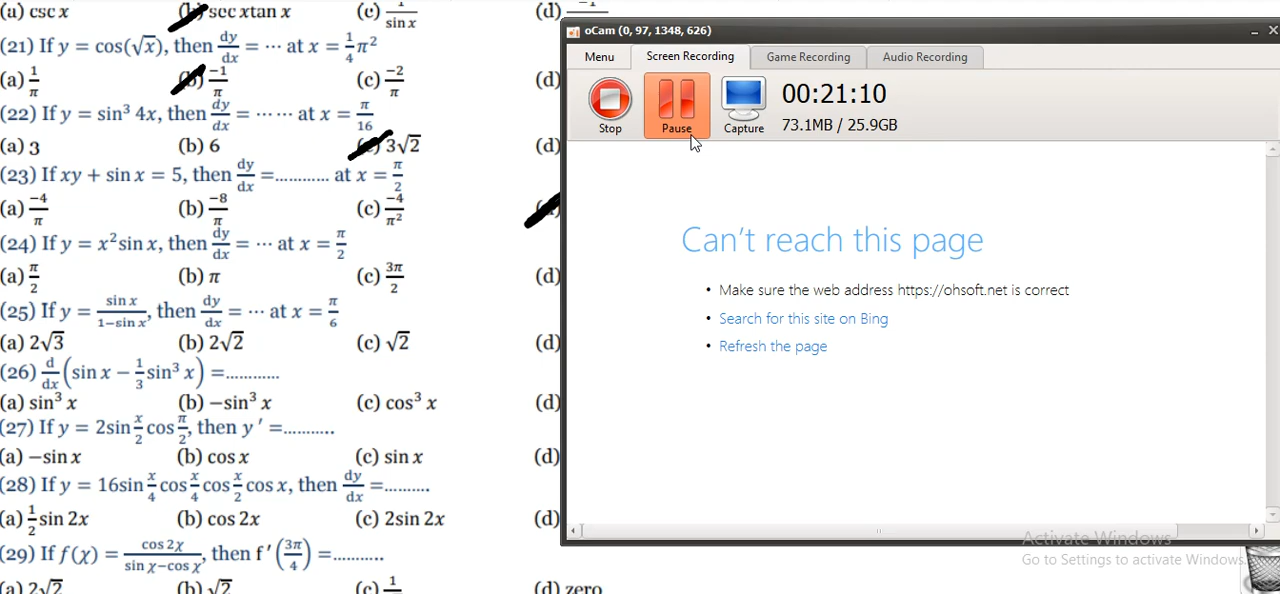 (a) csc x (b) sec xtan x (c) 1/sin x (d) -1
(21) If y = cos(√x), then dy/dx = ⋯ at x = 1/4 π²
(a) 1/π (b) -1/π (c) -2/π (d)
(22) If y = sin³ 4x, then dy/dx = ⋯⋯ at x = π/16
(a) 3 (b) 6 (c) 3√2 (d)
(23) If xy + sin x = 5, then dy/dx =............ at x = π/2
(a) -4/π (b) -8/π (c) -4/π² (d)
(24) If y = x² sin x, then dy/dx = ⋯ at x = π/2
(a) π/2 (b) π (c) 3π/2 (d)
(25) If y = sin x/1−sin x, then dy/dx = ⋯ at x = π/6
(a) 2√3 (b) 2√2 (c) √2 (d)
(26) d/dx (sin x − 1/3 sin³ x) =............
(a) sin³ x (b) −sin³ x (c) cos³ x (d)
(27) If y = 2sin x/2 cos π/2, then y ′ =...........
(a) −sin x (b) cos x (c) sin x (d)
(28) If y = 16sin x/4 cos x/4 cos x/2 cos x, then dy/dx =..........
(a) 1/2 sin 2x (b) cos 2x (c) 2sin 2x (d)
(29) If f(χ) = cos 2χ/sin χ−cos χ, then f′(3π/4) =...........
(a) 2√2 (b) √2 (c) 1 (d) zero
oCam (0, 97, 1348, 626)
Menu Screen Recording Game Recording Audio Recording
Stop Pause Capture
00:21:10
73.1MB / 25.9GB
Can't reach this page
• Make sure the web address https://ohsoft.net is correct
• Search for this site on Bing
• Refresh the page
Activate Windows
Go to Settings to activate Windows.